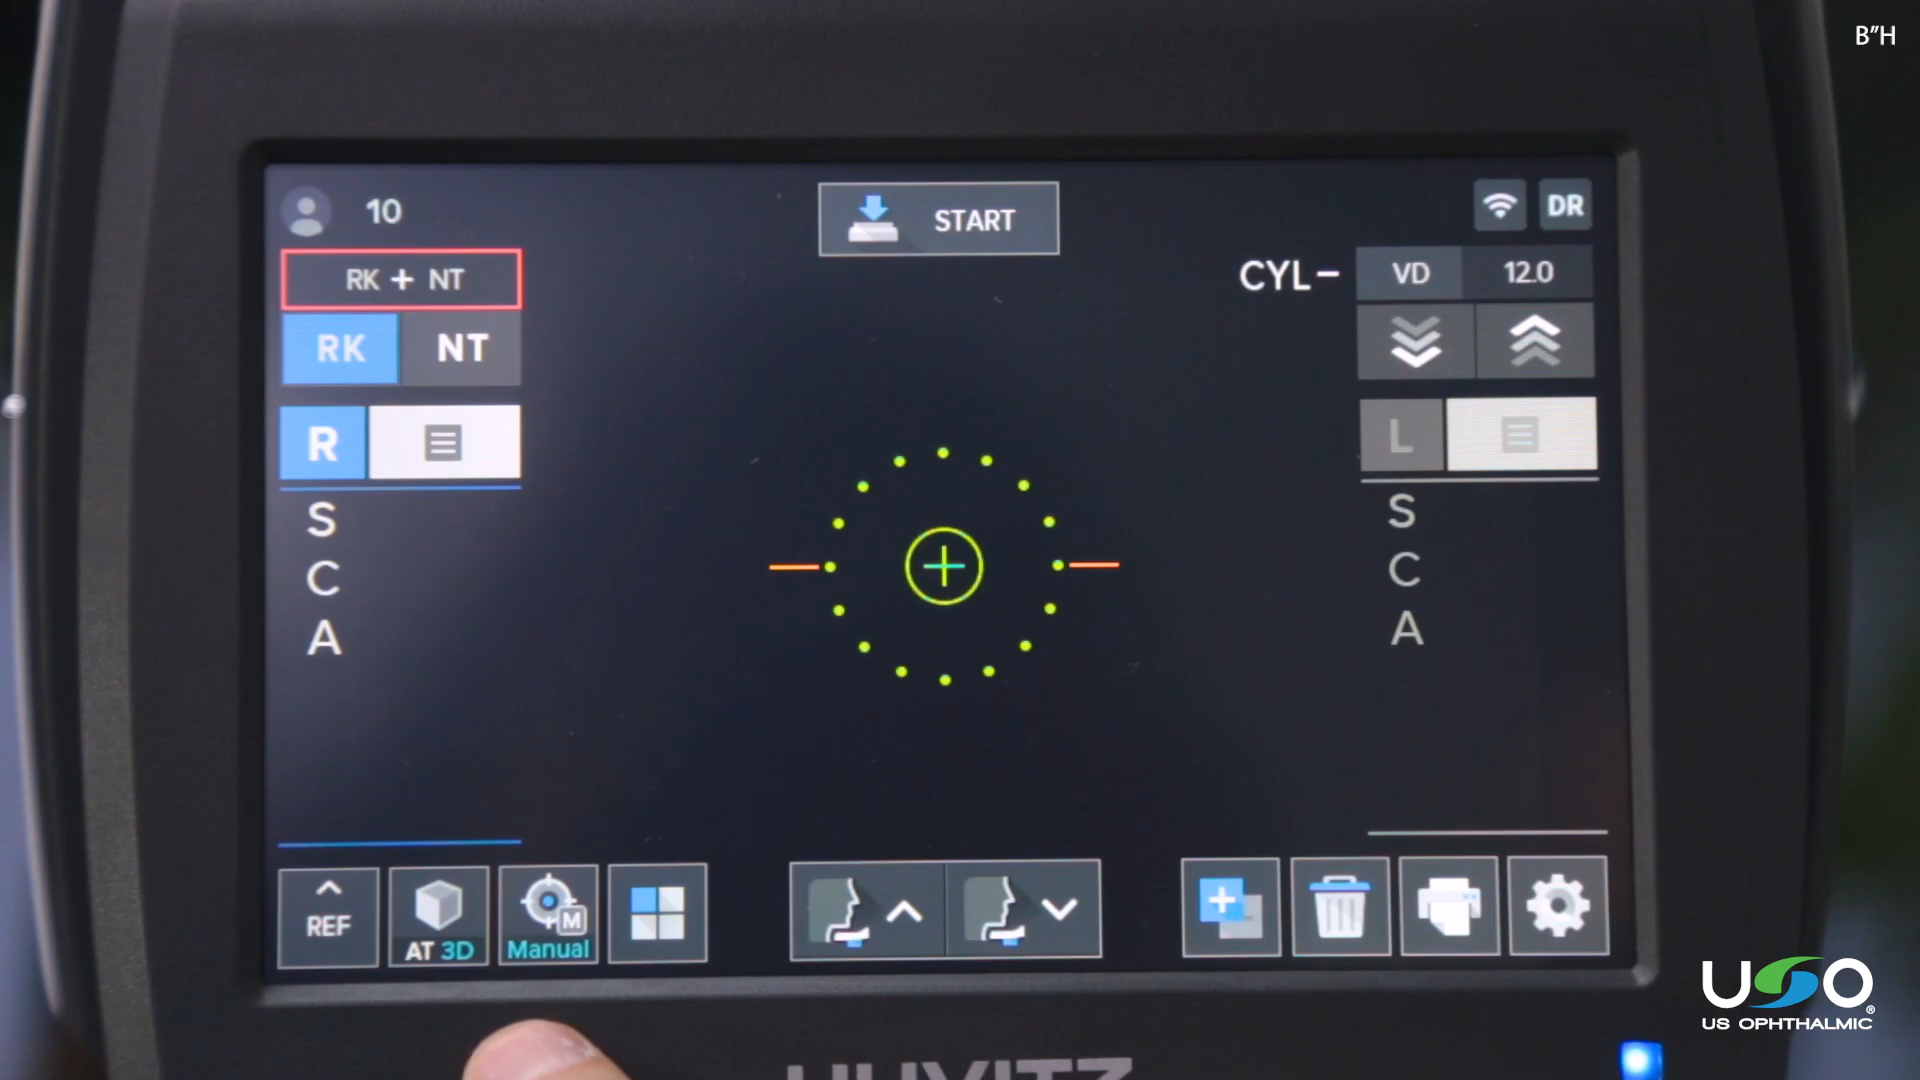 B"H
10
START
DR
RK + NT
CYL- VD 12.0
RK NT
R
L
S
C
A
S
C
A
REF
AT 3D
M
Manual
USO
US OPHTHALMIC
HUVITZ